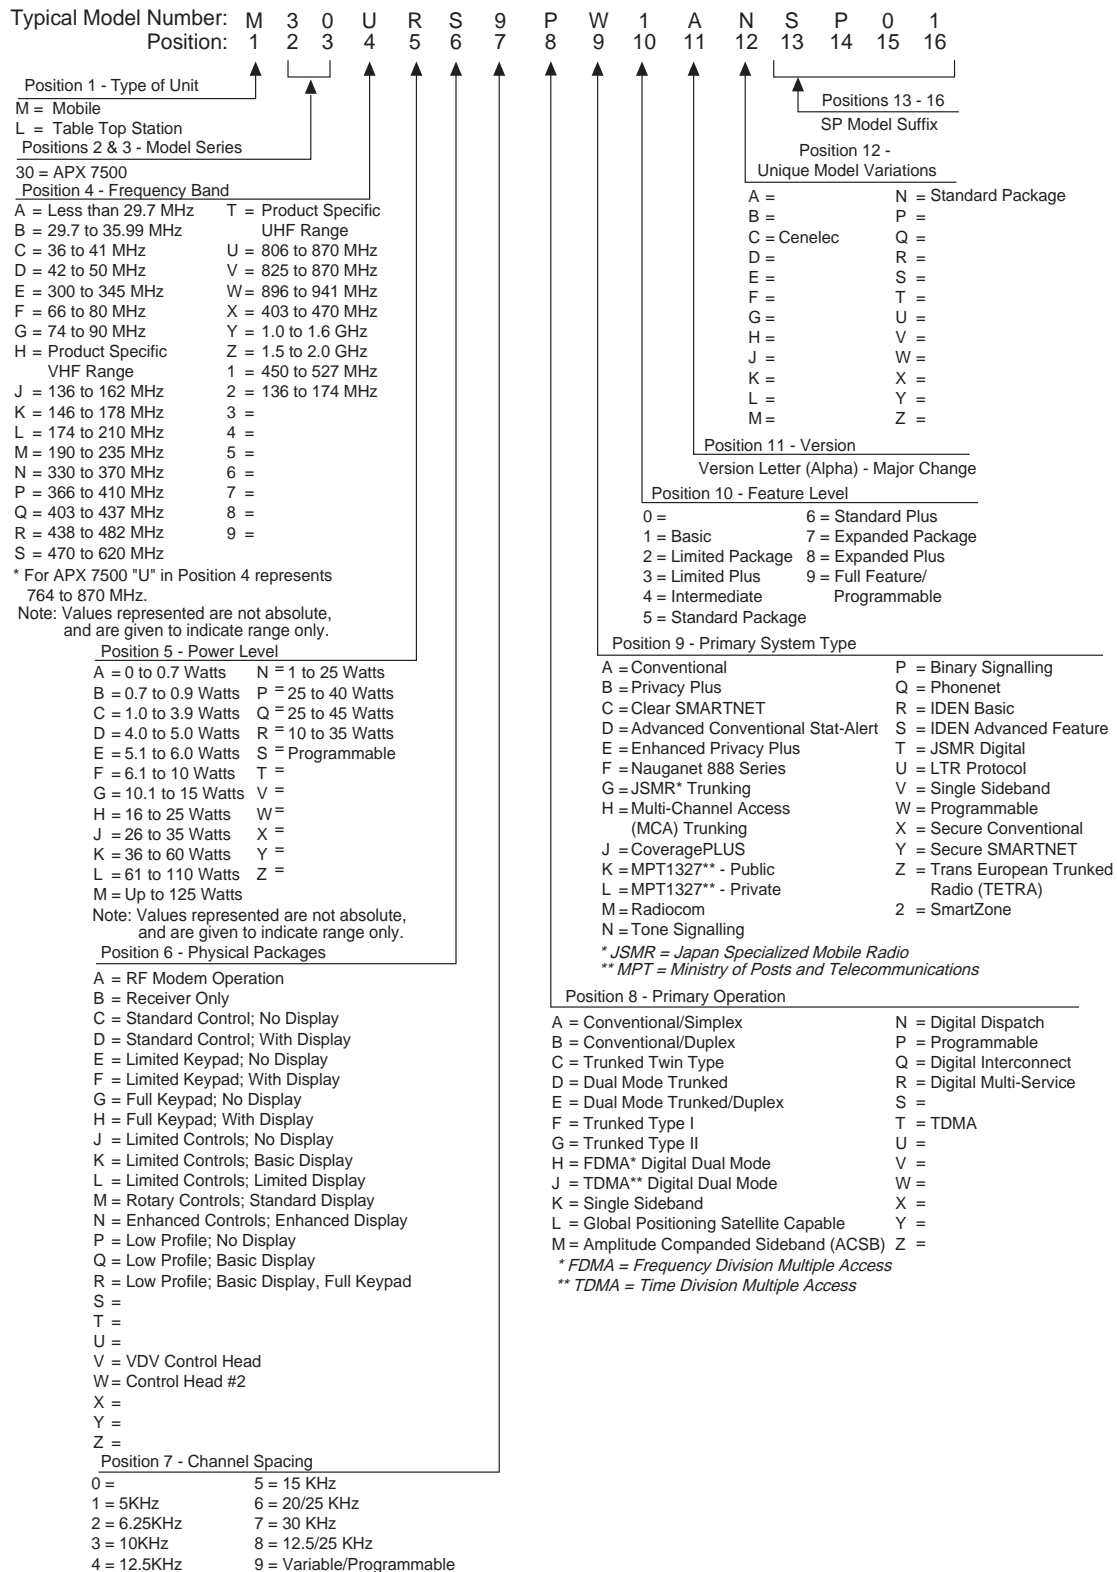 Typical Model Number: M 3 0 U R S 9 P W 1 A N S P 0 1
Position: 1 2 3 4 5 6 7 8 9 10 11 12 13 14 15 16
Position 1 - Type of Unit
M = Mobile
L = Table Top Station
Positions 2 & 3 - Model Series
30 = APX 7500
Position 4 - Frequency Band
A = Less than 29.7 MHz
B = 29.7 to 35.99 MHz
C = 36 to 41 MHz
D = 42 to 50 MHz
E = 300 to 345 MHz
F = 66 to 80 MHz
G = 74 to 90 MHz
H = Product Specific
VHF Range
J = 136 to 162 MHz
K = 146 to 178 MHz
L = 174 to 210 MHz
M = 190 to 235 MHz
N = 330 to 370 MHz
P = 366 to 410 MHz
Q = 403 to 437 MHz
R = 438 to 482 MHz
S = 470 to 620 MHz
T = Product Specific
UHF Range
U = 806 to 870 MHz
V = 825 to 870 MHz
W = 896 to 941 MHz
X = 403 to 470 MHz
Y = 1.0 to 1.6 GHz
Z = 1.5 to 2.0 GHz
1 = 450 to 527 MHz
2 = 136 to 174 MHz
3 =
4 =
5 =
6 =
7 =
8 =
9 =
* For APX 7500 "U" in Position 4 represents
764 to 870 MHz.
Note: Values represented are not absolute,
and are given to indicate range only.
Position 5 - Power Level
A = 0 to 0.7 Watts
B = 0.7 to 0.9 Watts
C = 1.0 to 3.9 Watts
D = 4.0 to 5.0 Watts
E = 5.1 to 6.0 Watts
F = 6.1 to 10 Watts
G = 10.1 to 15 Watts
H = 16 to 25 Watts
J = 26 to 35 Watts
K = 36 to 60 Watts
L = 61 to 110 Watts
M = Up to 125 Watts
N = 1 to 25 Watts
P = 25 to 40 Watts
Q = 25 to 45 Watts
R = 10 to 35 Watts
S = Programmable
T =
V =
W =
X =
Y =
Z =
Note: Values represented are not absolute,
and are given to indicate range only.
Position 6 - Physical Packages
A = RF Modem Operation
B = Receiver Only
C = Standard Control; No Display
D = Standard Control; With Display
E = Limited Keypad; No Display
F = Limited Keypad; With Display
G = Full Keypad; No Display
H = Full Keypad; With Display
J = Limited Controls; No Display
K = Limited Controls; Basic Display
L = Limited Controls; Limited Display
M = Rotary Controls; Standard Display
N = Enhanced Controls; Enhanced Display
P = Low Profile; No Display
Q = Low Profile; Basic Display
R = Low Profile; Basic Display, Full Keypad
S =
T =
U =
V = VDV Control Head
W = Control Head #2
X =
Y =
Z =
Position 7 - Channel Spacing
0 =
1 = 5KHz
2 = 6.25KHz
3 = 10KHz
4 = 12.5KHz
5 = 15 KHz
6 = 20/25 KHz
7 = 30 KHz
8 = 12.5/25 KHz
9 = Variable/Programmable
Positions 13 - 16
SP Model Suffix
Position 12 -
Unique Model Variations
A =
B =
C = Cenelec
D =
E =
F =
G =
H =
J =
K =
L =
M =
N = Standard Package
P =
Q =
R =
S =
T =
U =
V =
W =
X =
Y =
Z =
Position 11 - Version
Version Letter (Alpha) - Major Change
Position 10 - Feature Level
0 =
1 = Basic
2 = Limited Package
3 = Limited Plus
4 = Intermediate
5 = Standard Package
6 = Standard Plus
7 = Expanded Package
8 = Expanded Plus
9 = Full Feature/
Programmable
Position 9 - Primary System Type
A = Conventional
B = Privacy Plus
C = Clear SMARTNET
D = Advanced Conventional Stat-Alert
E = Enhanced Privacy Plus
F = Nauganet 888 Series
G = JSMR* Trunking
H = Multi-Channel Access
(MCA) Trunking
J = CoveragePLUS
K = MPT1327** - Public
L = MPT1327** - Private
M = Radiocom
N = Tone Signalling
P = Binary Signalling
Q = Phonenet
R = IDEN Basic
S = IDEN Advanced Feature
T = JSMR Digital
U = LTR Protocol
V = Single Sideband
W = Programmable
X = Secure Conventional
Y = Secure SMARTNET
Z = Trans European Trunked
Radio (TETRA)
2 = SmartZone
* JSMR = Japan Specialized Mobile Radio
** MPT = Ministry of Posts and Telecommunications
Position 8 - Primary Operation
A = Conventional/Simplex
B = Conventional/Duplex
C = Trunked Twin Type
D = Dual Mode Trunked
E = Dual Mode Trunked/Duplex
F = Trunked Type I
G = Trunked Type II
H = FDMA* Digital Dual Mode
J = TDMA** Digital Dual Mode
K = Single Sideband
L = Global Positioning Satellite Capable
M = Amplitude Companded Sideband (ACSB)
N = Digital Dispatch
P = Programmable
Q = Digital Interconnect
R = Digital Multi-Service
S =
T = TDMA
U =
V =
W =
X =
Y =
Z =
* FDMA = Frequency Division Multiple Access
** TDMA = Time Division Multiple Access